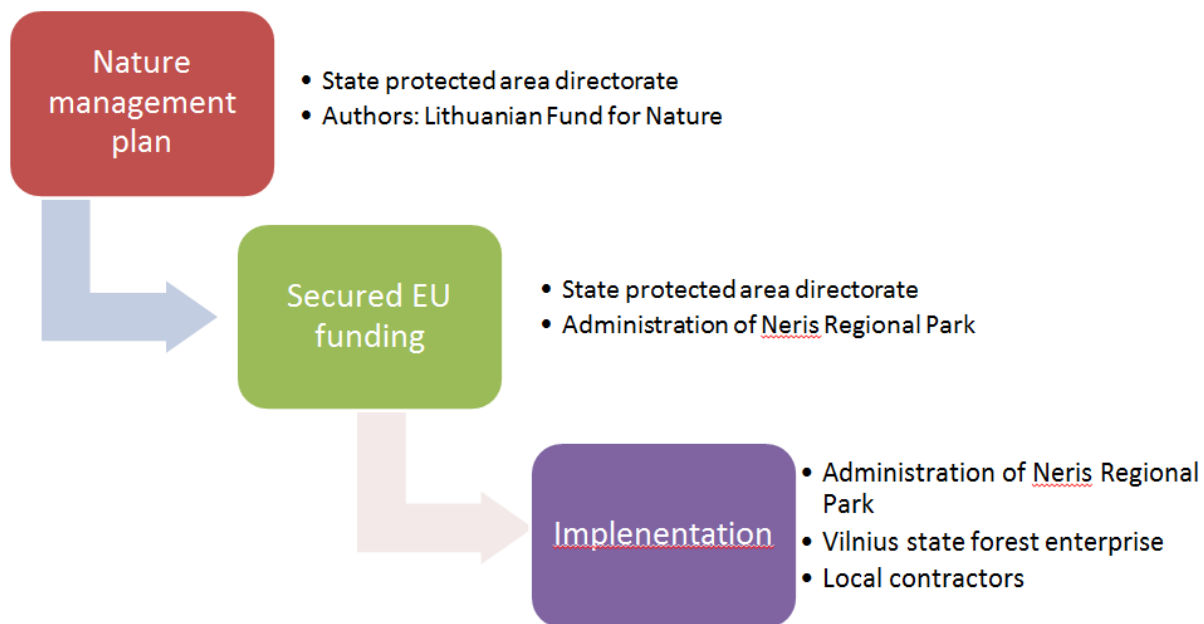 Nature
management
plan
• State protected area directorate
• Authors: Lithuanian Fund for Nature
Secured EU
funding
• State protected area directorate
• Administration of Neris Regional Park
Implenentation
• Administration of Neris Regional
Park
• Vilnius state forest enterprise
• Local contractors